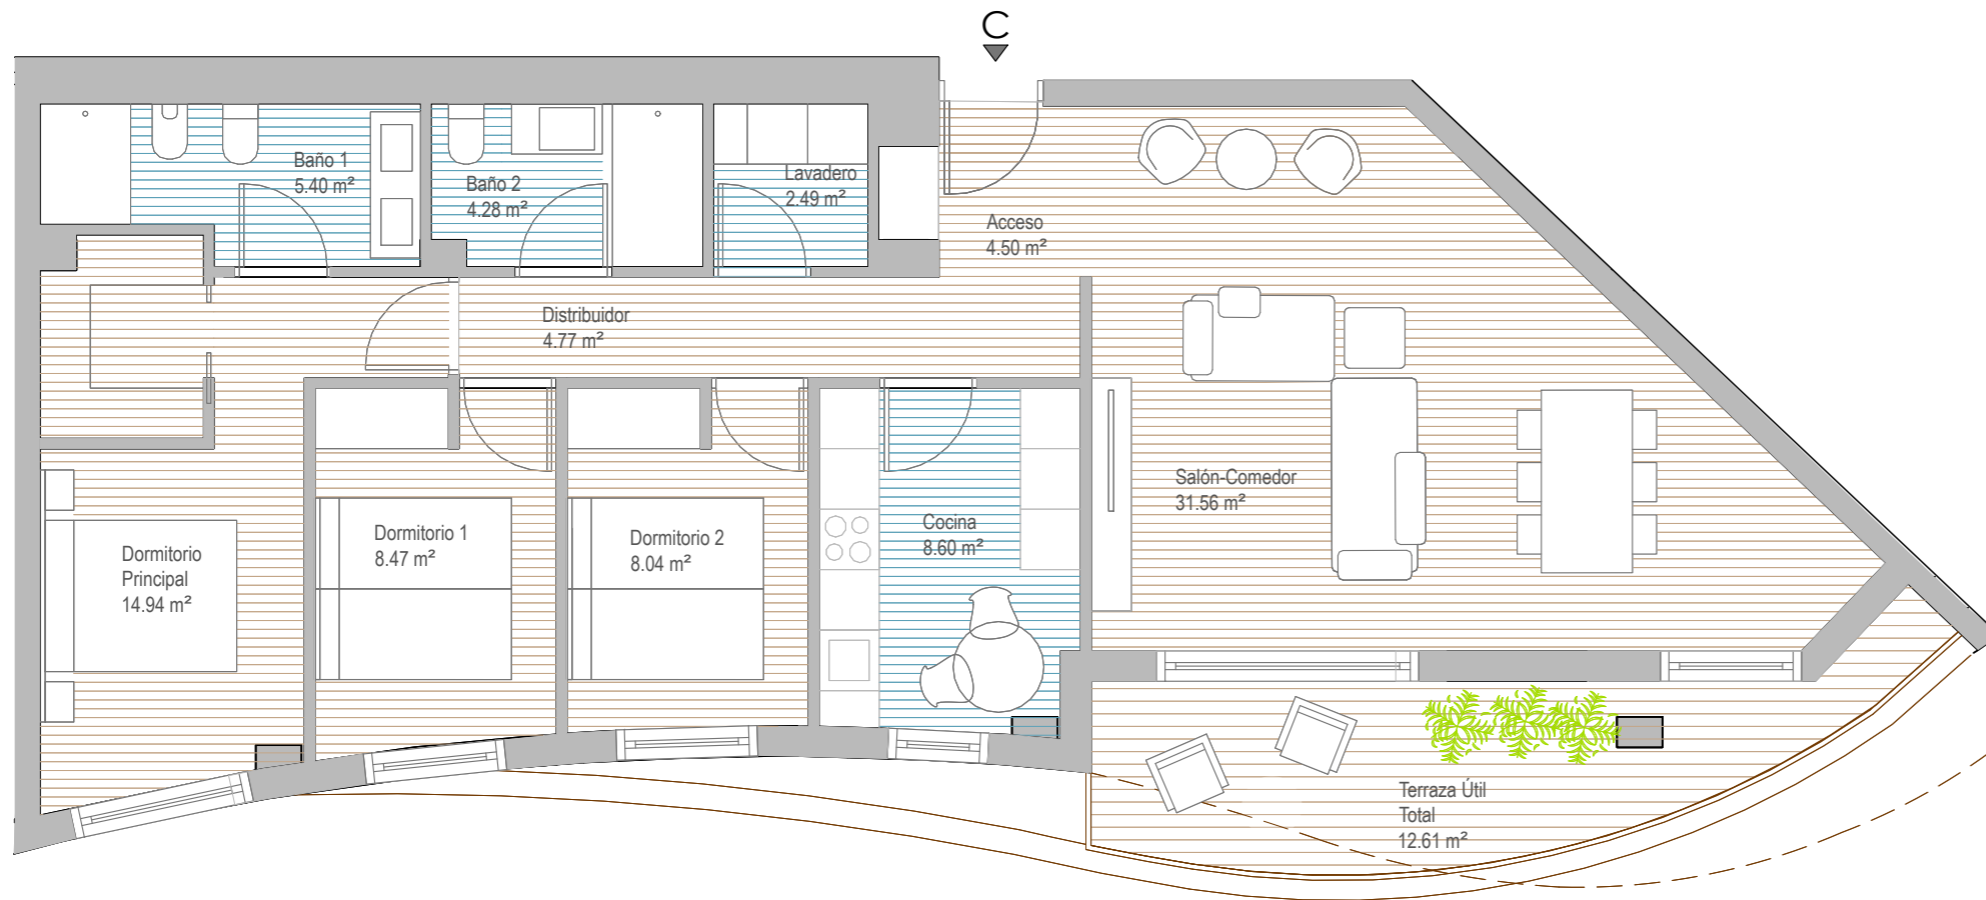 C
Baño 1
5.40 m²
Baño 2
4.28 m²
Lavadero
2.49 m²
Acceso
4.50 m²
Distribuidor
4.77 m²
Dormitorio
Principal
14.94 m²
Dormitorio 1
8.47 m²
Dormitorio 2
8.04 m²
Cocina
8.60 m²
Salón-Comedor
31.56 m²
Terraza Útil
Total
12.61 m²